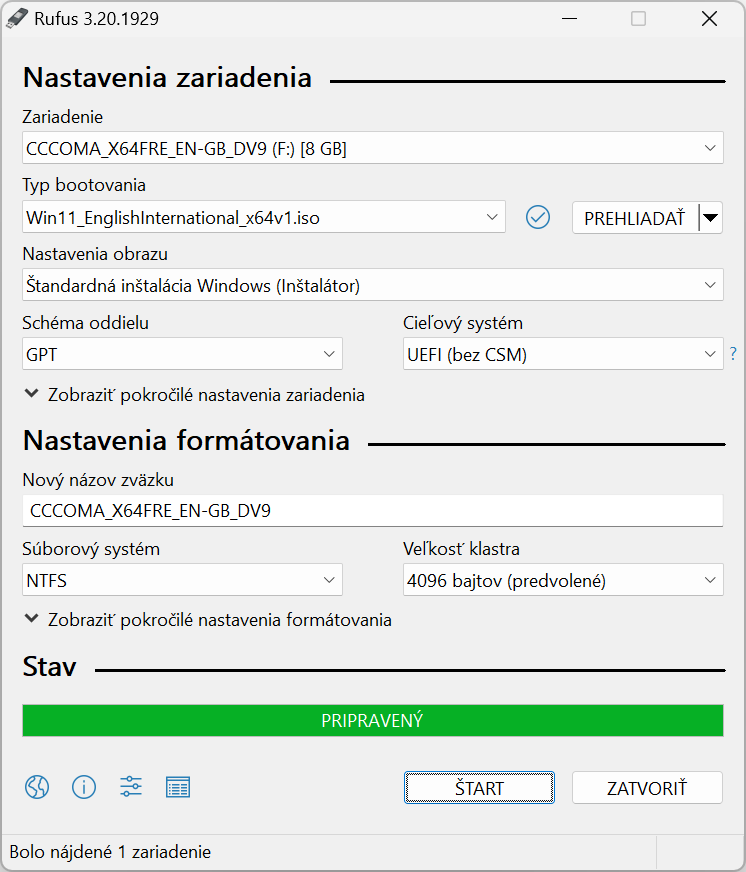 Rufus 3.20.1929
Nastavenia zariadenia
Zariadenie
CCCOMA_X64FRE_EN-GB_DV9 (F:) [8 GB]
Typ bootovania
Win11_EnglishInternational_x64v1.iso
PREHLIADAŤ
Nastavenia obrazu
Štandardná inštalácia Windows (Inštalátor)
Schéma oddielu
Cieľový systém
GPT
UEFI (bez CSM)
?
Zobraziť pokročilé nastavenia zariadenia
Nastavenia formátovania
Nový názov zväzku
CCCOMA_X64FRE_EN-GB_DV9
Súborový systém
Veľkosť klastra
NTFS
4096 bajtov (predvolené)
Zobraziť pokročilé nastavenia formátovania
Stav
PRIPRAVENÝ
ŠTART
ZATVORIŤ
Bolo nájdené 1 zariadenie